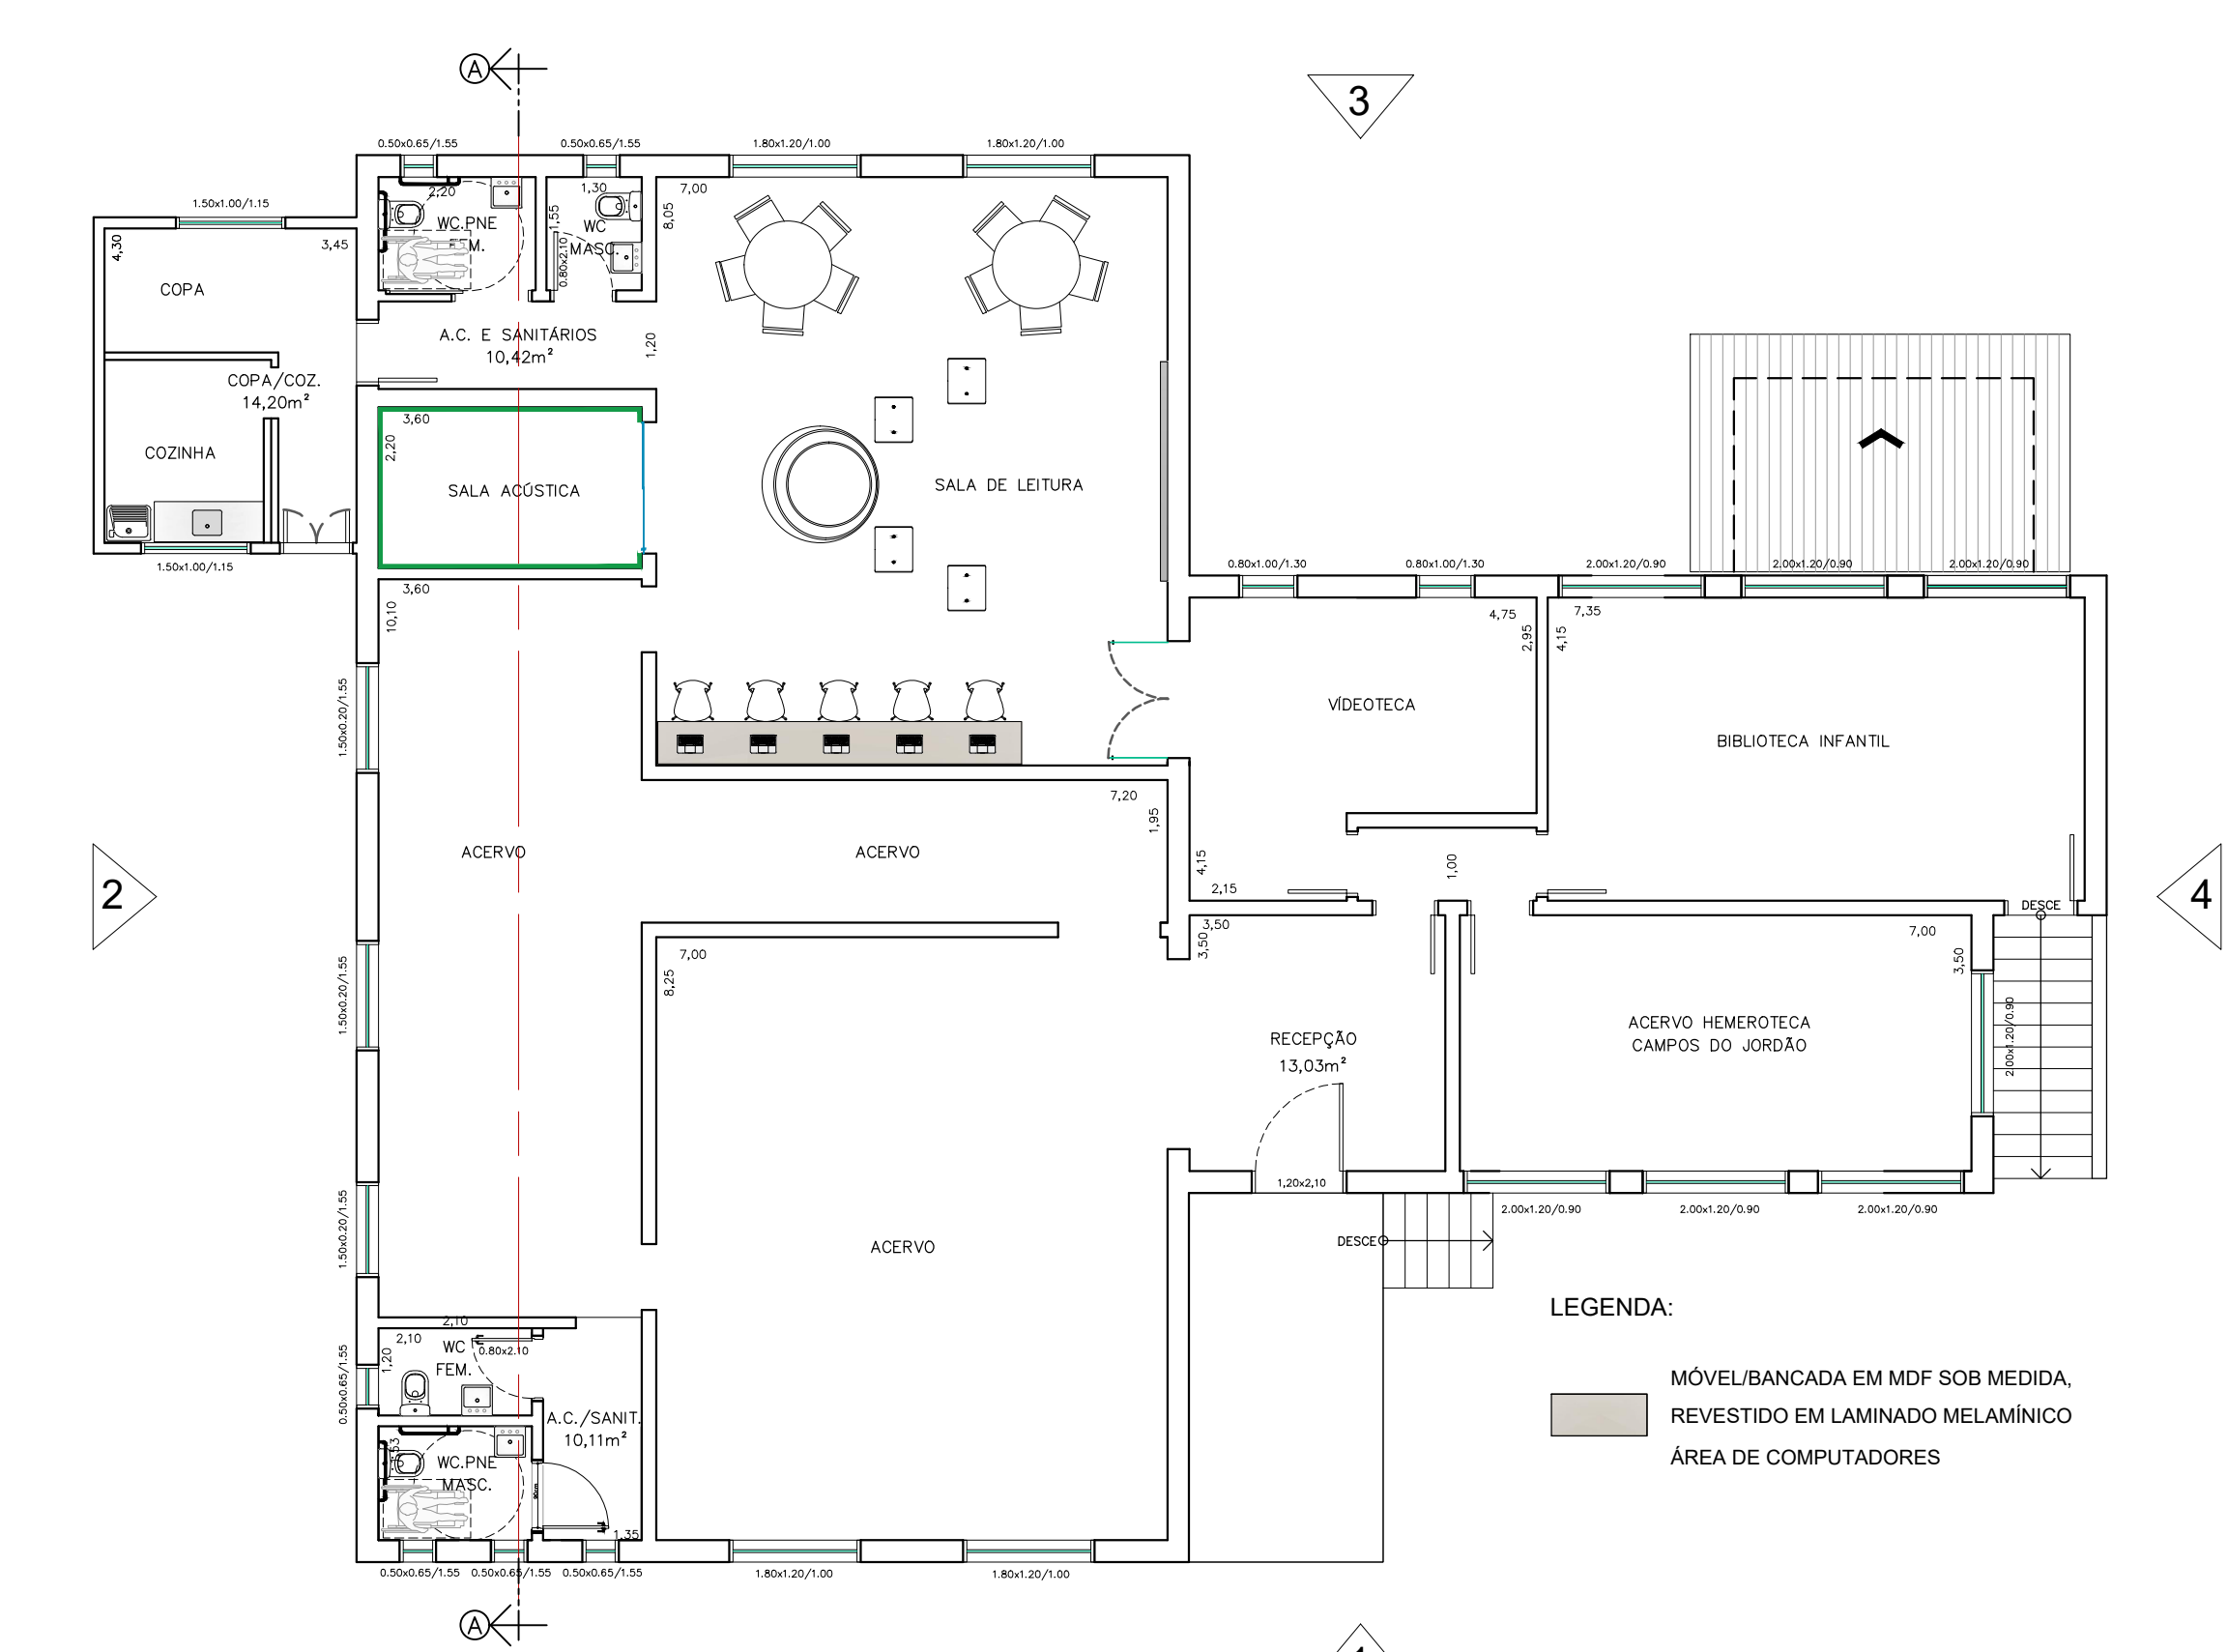 A
3
0.50x0.65/1.55
0.50x0.65/1.55
1.80x1.20/1.00
1.80x1.20/1.00
1.50x1.00/1.15
2,20
1,30
7,00
WC.PNE
FEM.
1,55
WC
MASC.
0.80x2.10
8,05
4,30
3,45
COPA
A.C. E SANITÁRIOS
10,42m²
1,20
COPA/COZ.
14,20m²
3,60
2,20
COZINHA
SALA ACÚSTICA
SALA DE LEITURA
1.50x1.00/1.15
0.80x1.00/1.30
0.80x1.00/1.30
2.00x1.20/0.90
2.00x1.20/0.90
2.00x1.20/0.90
3,60
10,10
4,75
2,95
7,35
4,15
1.50x0.20/1.55
VÍDEOTECA
BIBLIOTECA INFANTIL
7,20
1,95
ACERVO
ACERVO
4,15
1,00
2
4
2,15
DESCE
3,50
3,50
7,00
3,50
7,00
8,25
1.50x0.20/1.55
ACERVO HEMEROTECA
CAMPOS DO JORDÃO
2.00x1.20/0.90
RECEPÇÃO
13,03m²
1,20x2,10
2.00x1.20/0.90
2.00x1.20/0.90
2.00x1.20/0.90
1.50x0.20/1.55
ACERVO
DESCE
LEGENDA:
2,10
2,10
WC
FEM.
0.80x2.10
1,20
0.50x0.65/1.55
MÓVEL/BANCADA EM MDF SOB MEDIDA,
REVESTIDO EM LAMINADO MELAMÍNICO
ÁREA DE COMPUTADORES
A.C./SANIT.
10,11m²
WC.PNE
MASC.
1,35
0.50x0.65/1.55
0.50x0.65/1.55
0.50x0.65/1.55
1.80x1.20/1.00
1.80x1.20/1.00
A